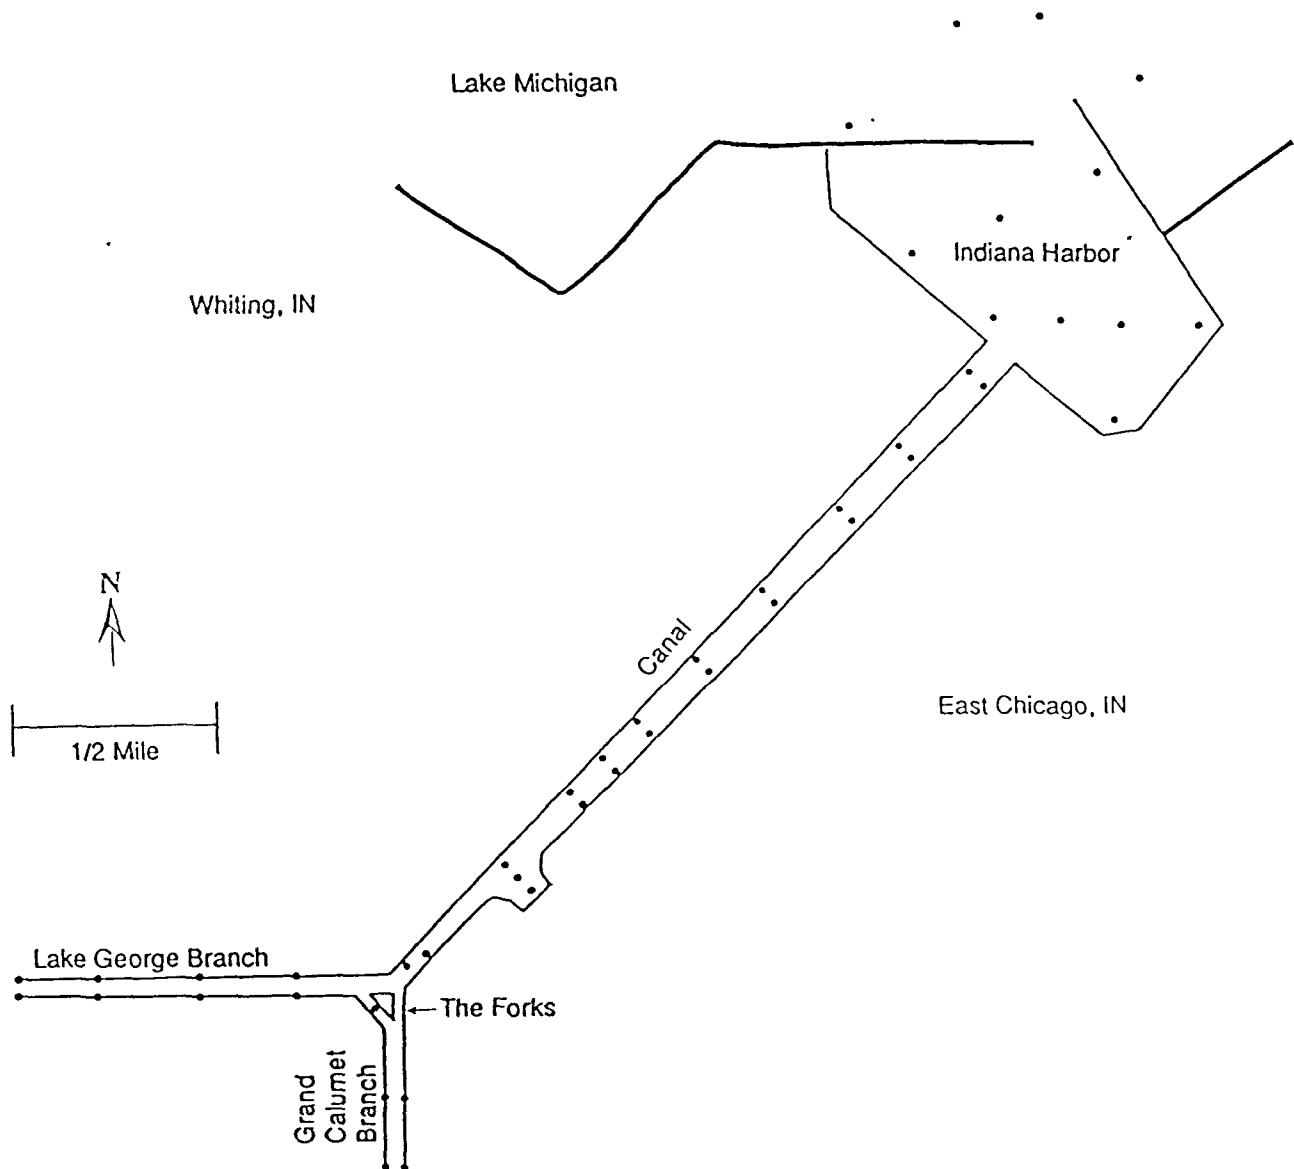 Lake Michigan
Indiana Harbor
Whiting, IN
N
Canal
East Chicago, IN
1/2 Mile
Lake George Branch
The Forks
Grand
Calumet
Branch